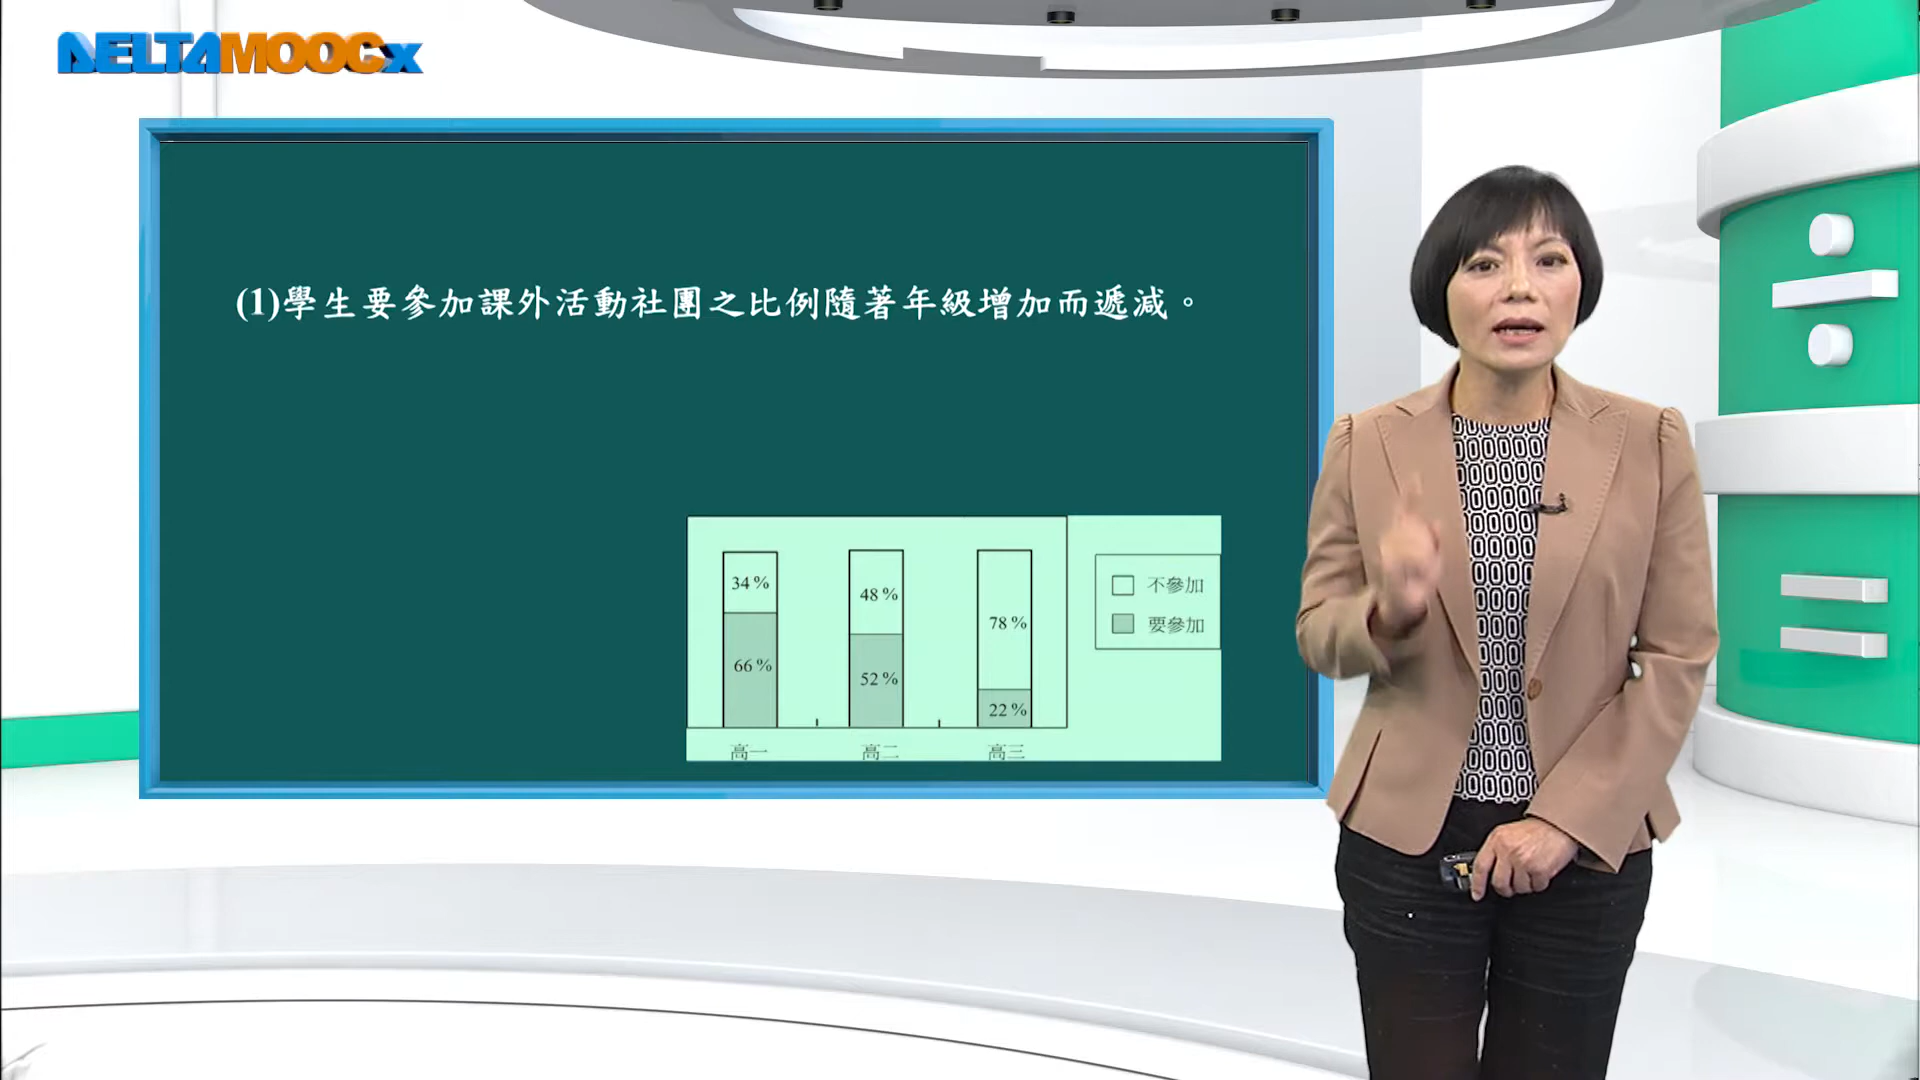 DELTAMOOCx
(1)學生要參加課外活動社團之比例隨著年級增加而遞減。
34%
48%
78%
66%
52%
22%
高一
高二
高三
不參加
要參加